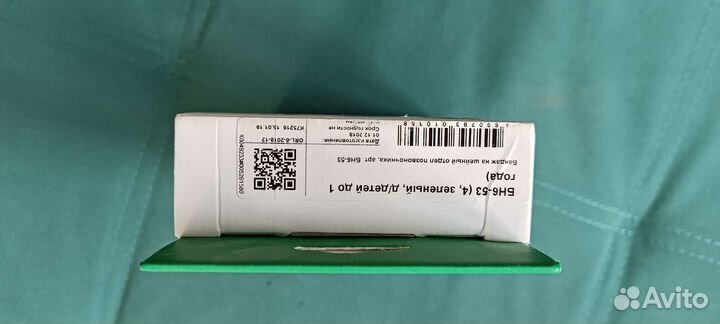 БН6-53 (4, зеленый, д/детей до 1
года)
Бандаж на шейный отдел позвоночника, арт. БН6-53
Дата изготовления:
01.12.2018
Срок годности не
ORL-6-2018-12
K75216 15.01.19
Avito